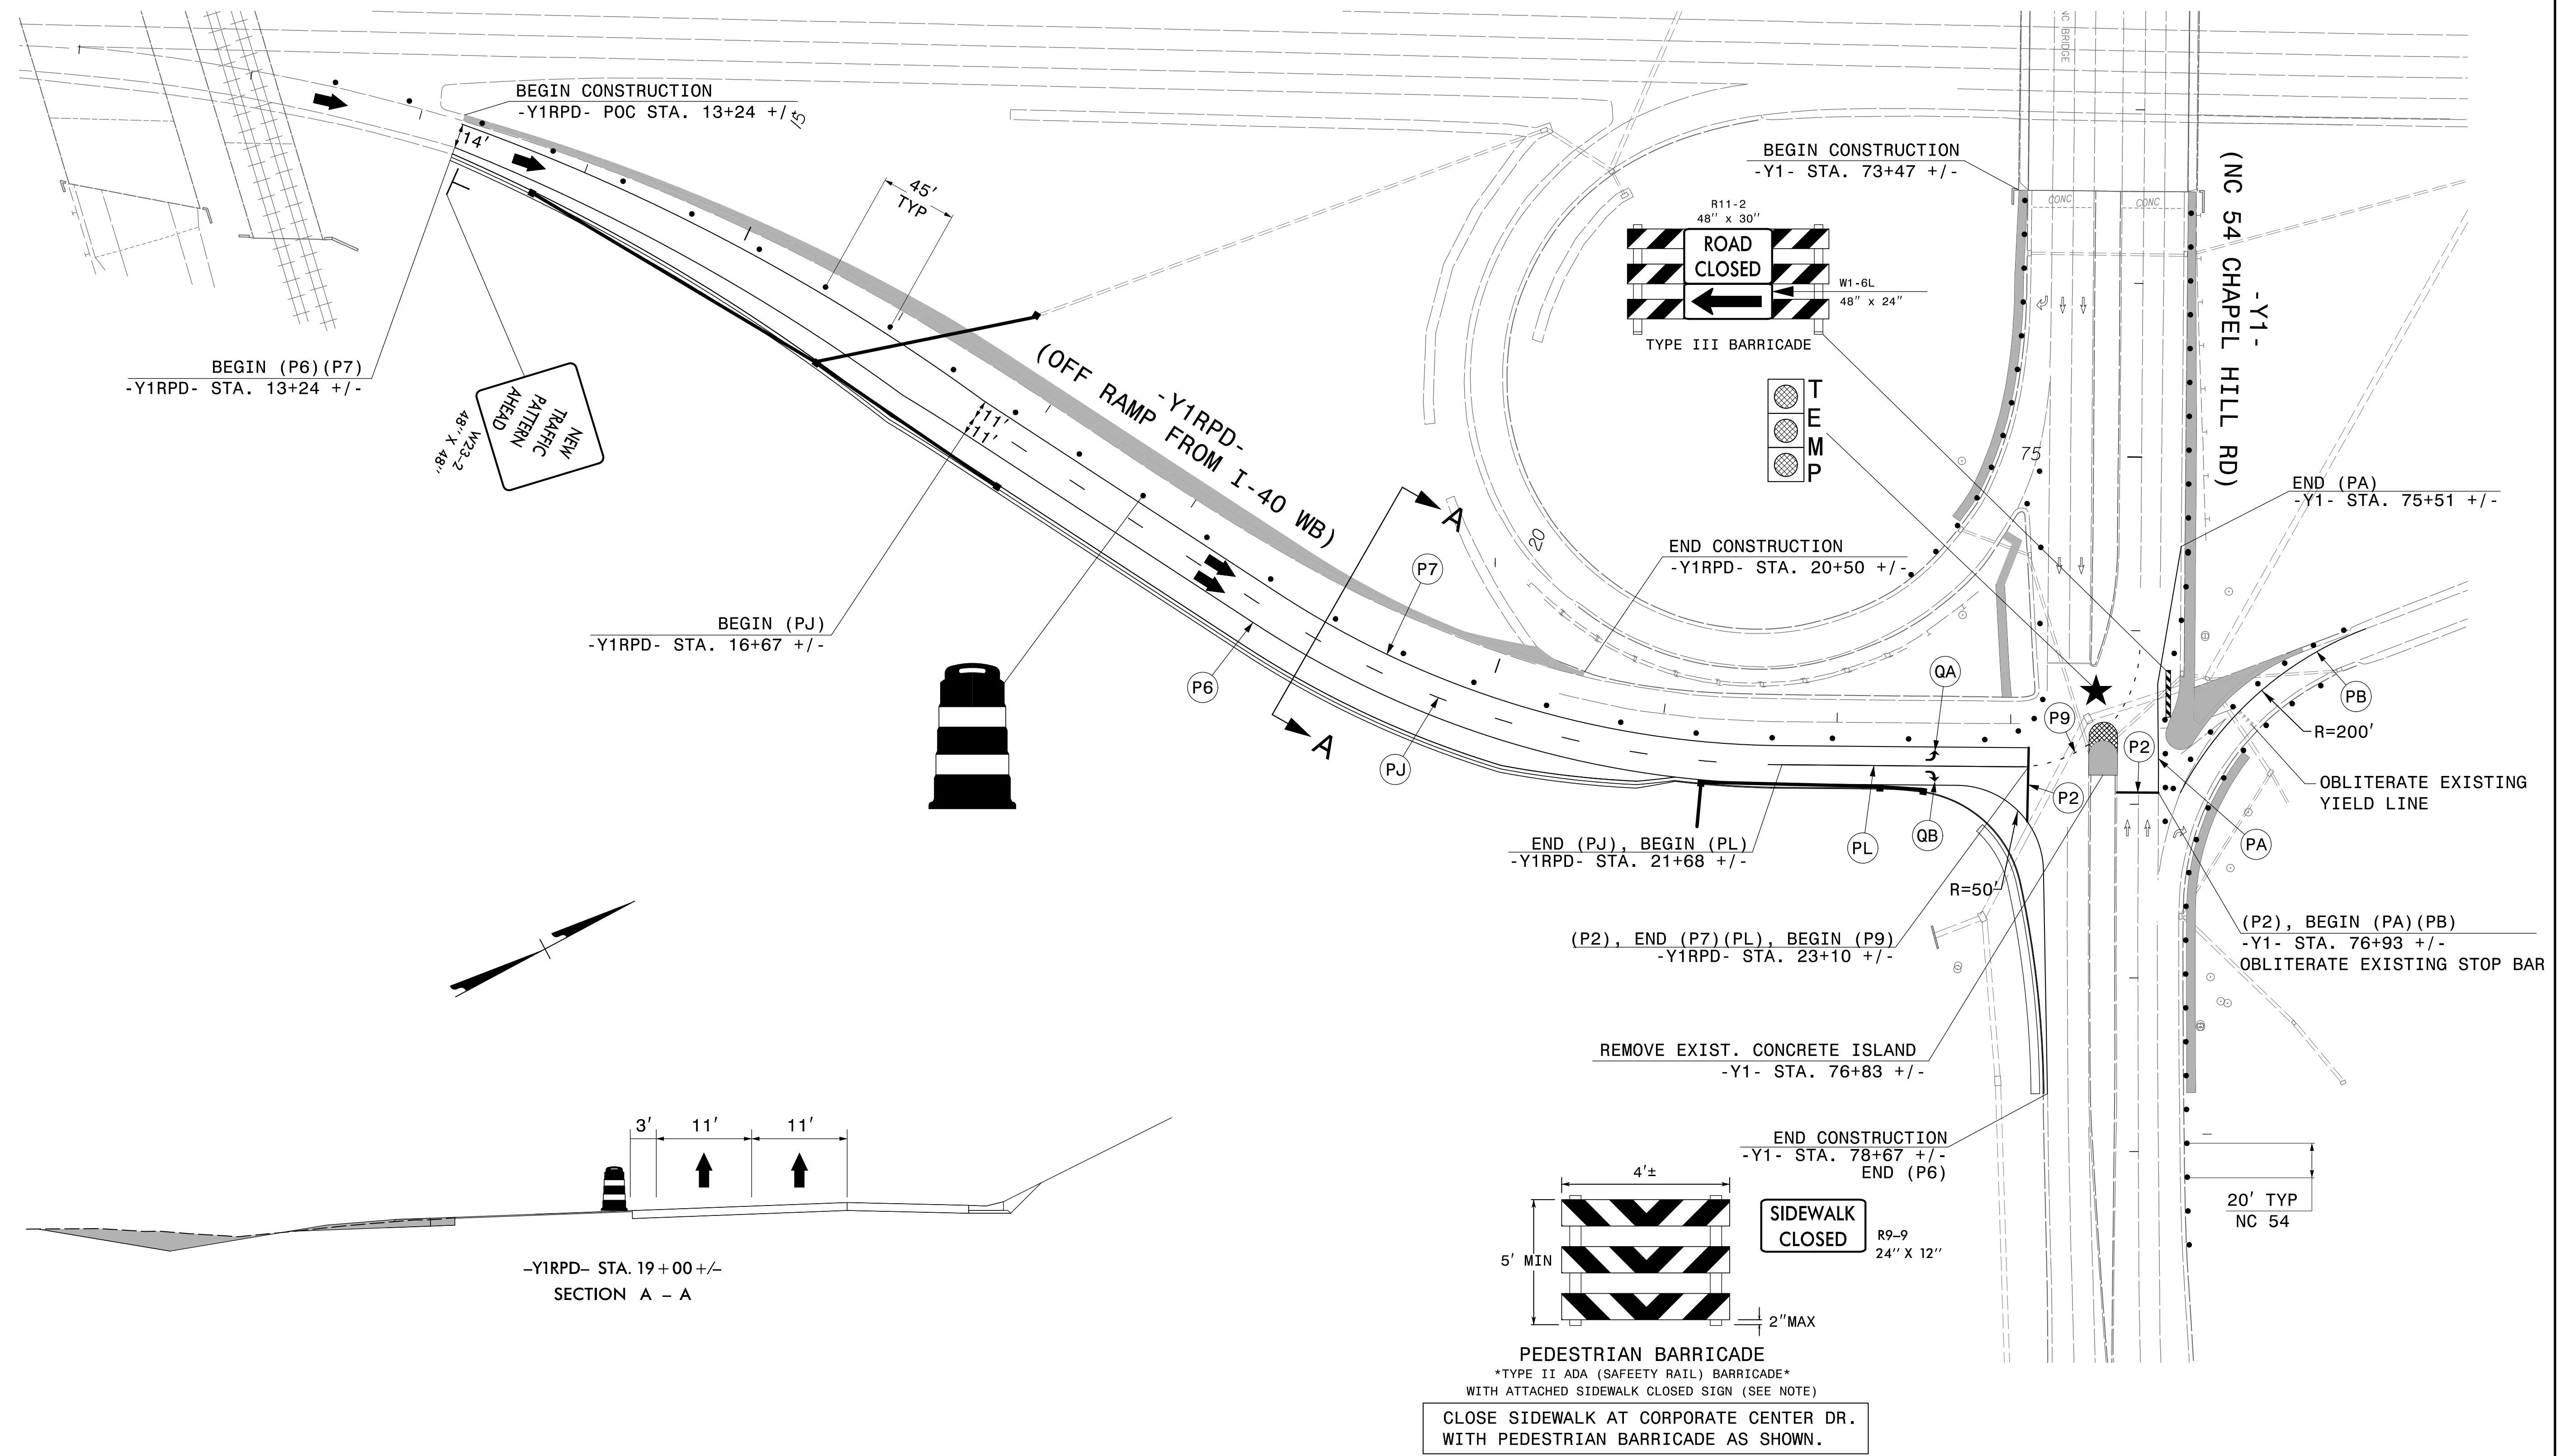 NC BRIDGE
BEGIN CONSTRUCTION
-Y1RPD- POC STA. 13+24 +/-
15
14'
45'
TYP
BEGIN CONSTRUCTION
-Y1- STA. 73+47 +/-
CONC
CONC
(NC 54 CHAPEL HILL RD)
-Y1-
R11-2
48'' x 30''
ROAD
CLOSED
W1-6L
48" x 24"
TYPE III BARRICADE
T
E
M
P
75
BEGIN (P6)(P7)
-Y1RPD- STA. 13+24 +/-
NEW
TRAFFIC
PATTERN
AHEAD
W23-2
48'' X 48''
11'
11'
-Y1RPD-
(OFF RAMP FROM I-40 WB)
A
A
20
END (PA)
-Y1- STA. 75+51 +/-
END CONSTRUCTION
-Y1RPD- STA. 20+50 +/-
P7
BEGIN (PJ)
-Y1RPD- STA. 16+67 +/-
P6
PJ
QA
P9
P2
PB
R=200'
OBLITERATE EXISTING
YIELD LINE
P2
QB
PL
PA
END (PJ), BEGIN (PL)
-Y1RPD- STA. 21+68 +/-
R=50'
(P2), END (P7)(PL), BEGIN (P9)
-Y1RPD- STA. 23+10 +/-
(P2), BEGIN (PA)(PB)
-Y1- STA. 76+93 +/-
OBLITERATE EXISTING STOP BAR
REMOVE EXIST. CONCRETE ISLAND
-Y1- STA. 76+83 +/-
END CONSTRUCTION
-Y1- STA. 78+67 +/-
END (P6)
20' TYP
NC 54
3' 11' 11'
-Y1RPD- STA. 19+00+/-
SECTION A - A
4'±
5' MIN
2"MAX
SIDEWALK
CLOSED
R9-9
24'' X 12''
PEDESTRIAN BARRICADE
*TYPE II ADA (SAFEETY RAIL) BARRICADE*
WITH ATTACHED SIDEWALK CLOSED SIGN (SEE NOTE)
CLOSE SIDEWALK AT CORPORATE CENTER DR.
WITH PEDESTRIAN BARRICADE AS SHOWN.